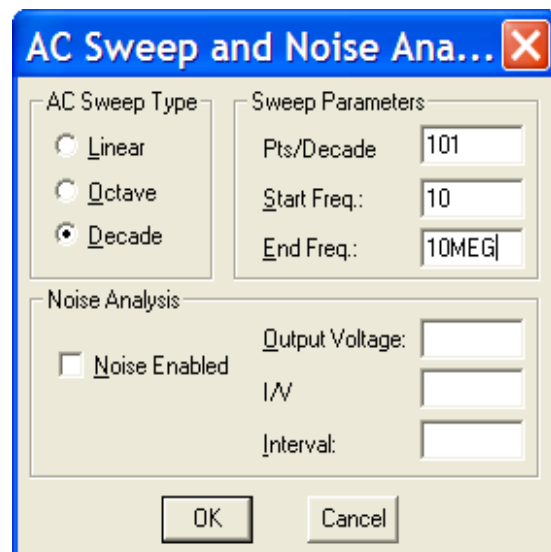 AC Sweep and Noise Ana...
AC Sweep Type
Linear
Octave
Decade
Sweep Parameters
Pts/Decade 101
Start Freq.: 10
End Freq.: 10MEG
Noise Analysis
Noise Enabled
Output Voltage:
I/V
Interval:
OK Cancel